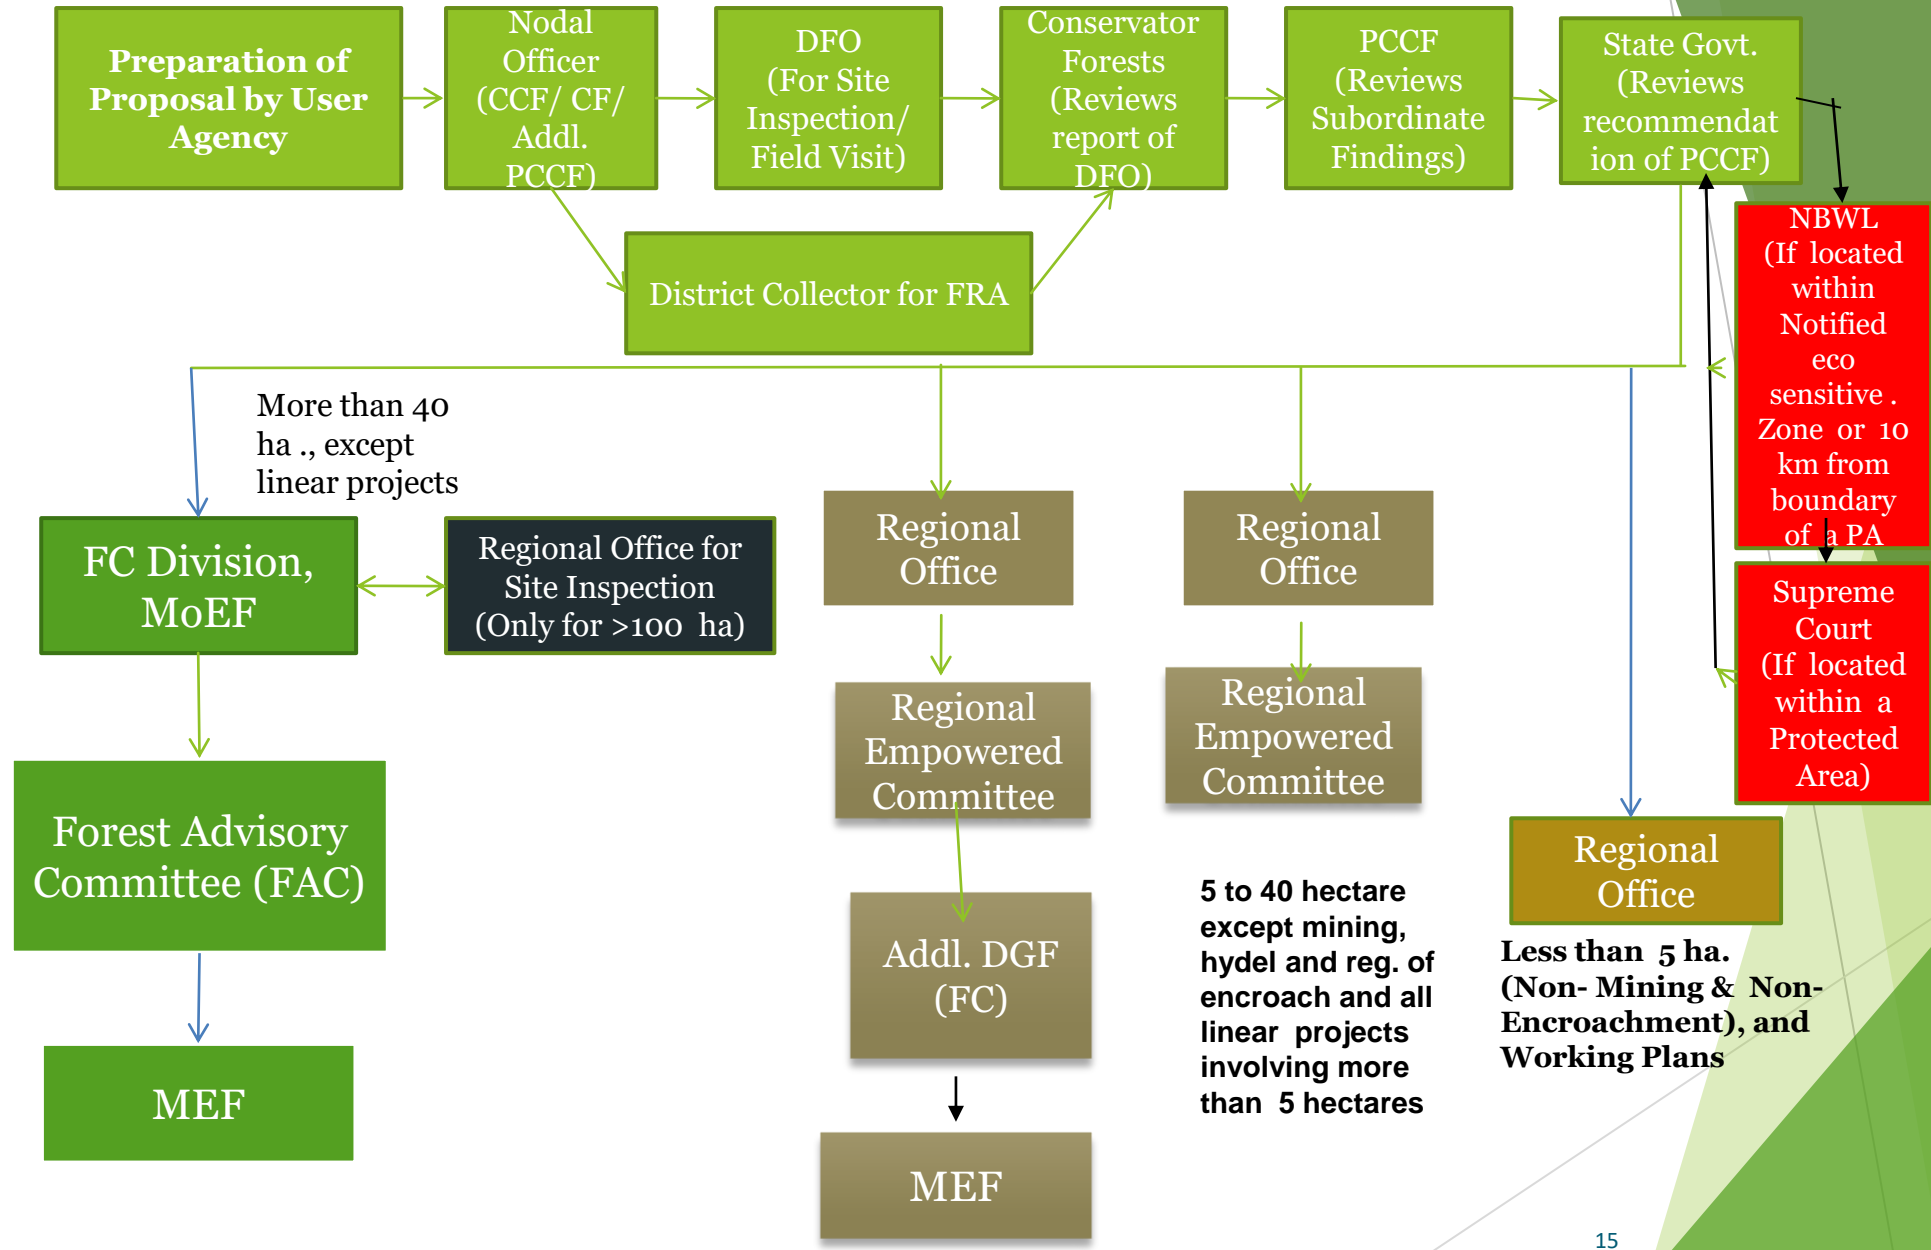 Preparation of
Proposal by User
Agency
Nodal
Officer
(CCF/ CF/
Addl.
PCCF)
DFO
(For Site
Inspection/
Field Visit)
Conservator
Forests
(Reviews
report of
DFO)
PCCF
(Reviews
Subordinate
Findings)
State Govt.
(Reviews
recommendat
ion of PCCF)
District Collector for FRA
NBWL
(If located
within
Notified
eco
sensitive .
Zone or 10
km from
boundary
of a PA
Supreme
Court
(If located
within a
Protected
Area)
More than 40
ha ., except
linear projects
FC Division,
MoEF
Regional Office for
Site Inspection
(Only for >100 ha)
Forest Advisory
Committee (FAC)
MEF
Regional
Office
Regional
Empowered
Committee
Addl. DGF
(FC)
MEF
Regional
Office
Regional
Empowered
Committee
5 to 40 hectare
except mining,
hydel and reg. of
encroach and all
linear projects
involving more
than 5 hectares
Regional
Office
Less than 5 ha.
(Non- Mining & Non-
Encroachment), and
Working Plans
15